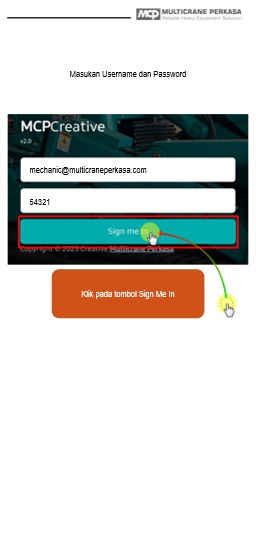 MCP MULTICRANE PERKASA
Reliable Heavy Equipment Solution
Masukan Username dan Password
MCPCreative
v2.0
mechanic@multicraneperkasa.com
54321
Sign me in
Copyright © 2023 Creative Multicrane Perkasa
Klik pada tombol Sign Me In